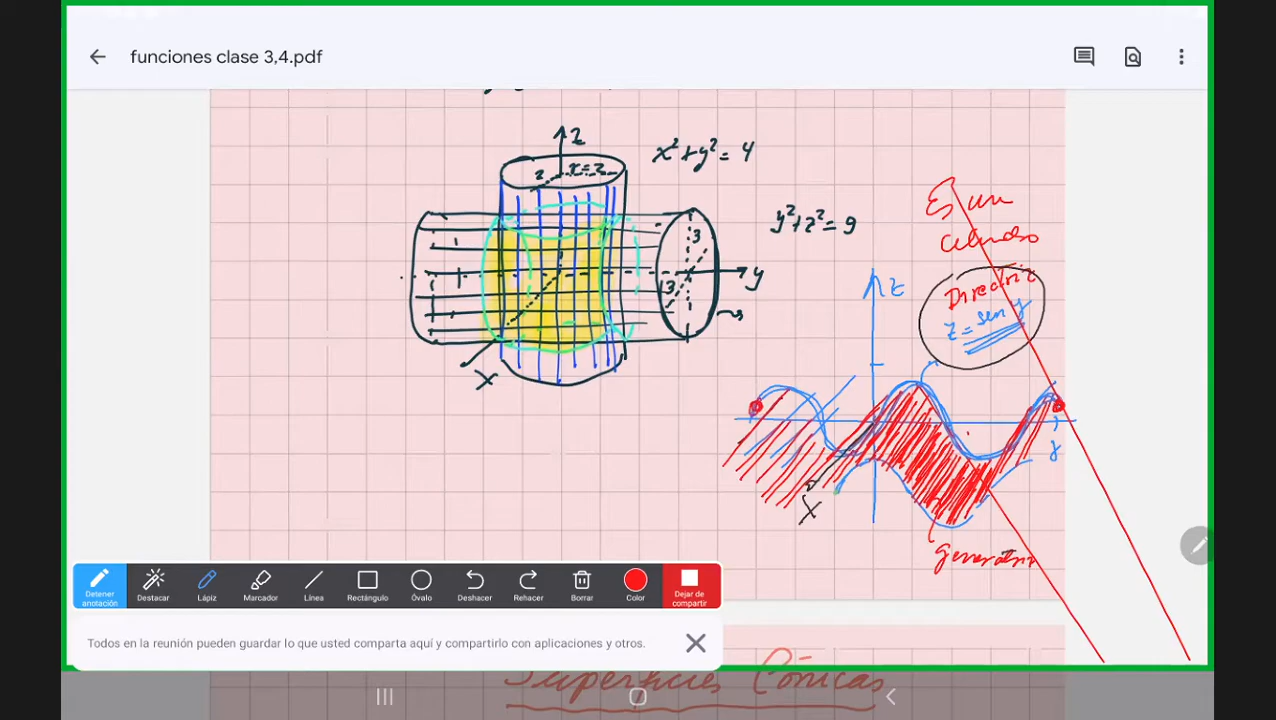 funciones clase 3,4.pdf
z
x²+y²= 4
2 x=2
y²+z²= 9
3
3
y
X
Es un
cilindro
Directriz
z = sen y
z
y
X
generatriz
Detener anotación
Destacar
Lápiz
Marcador
Línea
Rectángulo
Óvalo
Deshacer
Rehacer
Borrar
Color
Dejar de compartir
Todos en la reunión pueden guardar lo que usted comparta aquí y compartirlo con aplicaciones y otros.
Superficies Cónicas